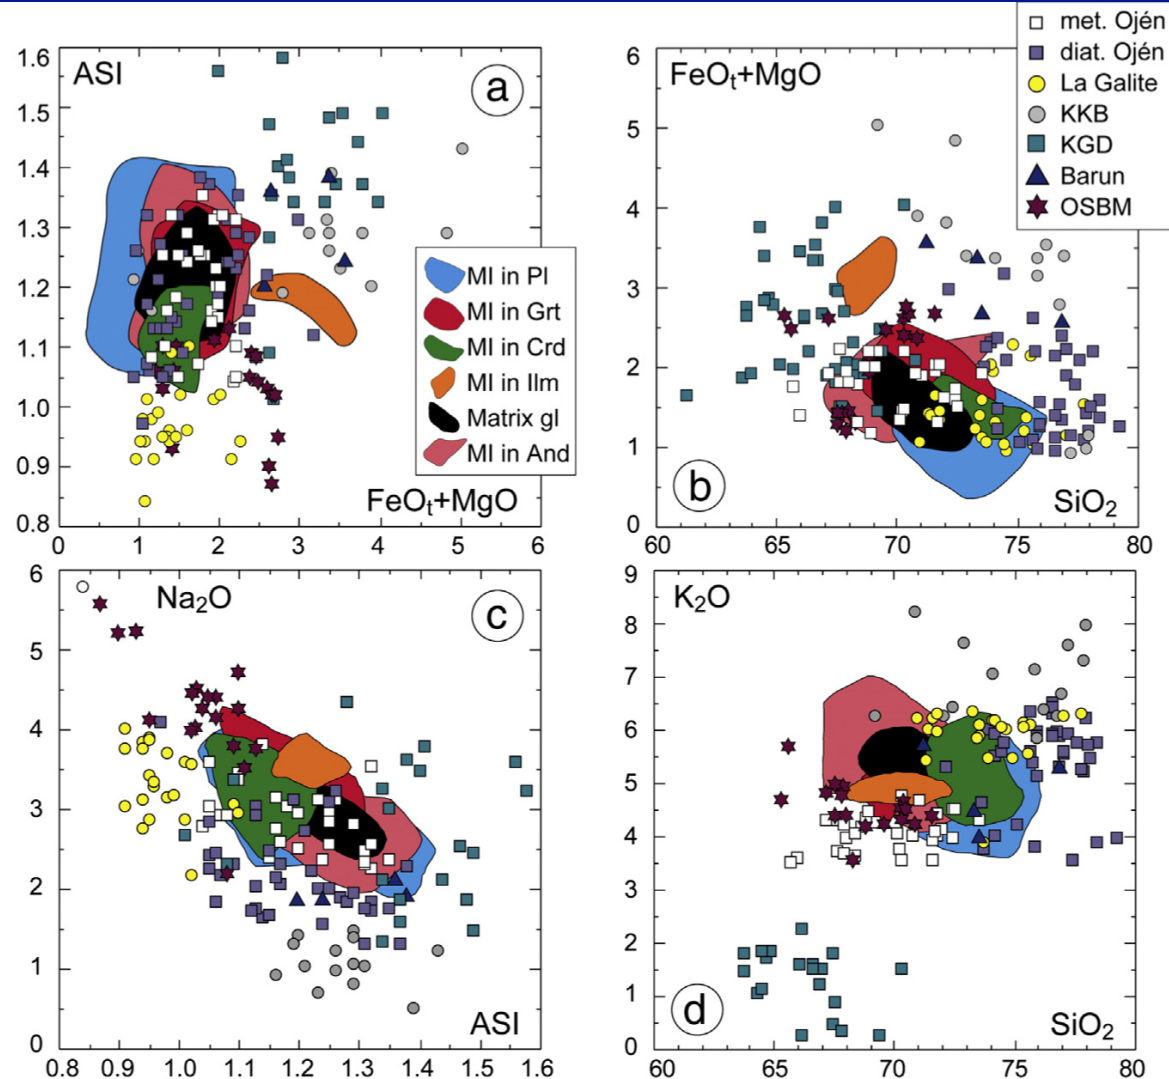 met. Ojén
diat. Ojén
La Galite
KKB
KGD
Barun
OSBM
1.6
1.5
1.4
1.3
1.2
1.1
1.0
0.9
0.8
ASI
a
MI in Pl
MI in Grt
MI in Crd
MI in Ilm
Matrix gl
MI in And
FeOt+MgO
0 1 2 3 4 5 6
6
5
4
3
2
1
0
FeOt+MgO
b
SiO2
60 65 70 75 80
6
5
4
3
2
1
0
Na2O
c
ASI
0.8 0.9 1.0 1.1 1.2 1.3 1.4 1.5 1.6
9
8
7
6
5
4
3
2
1
0
K2O
d
SiO2
60 65 70 75 80